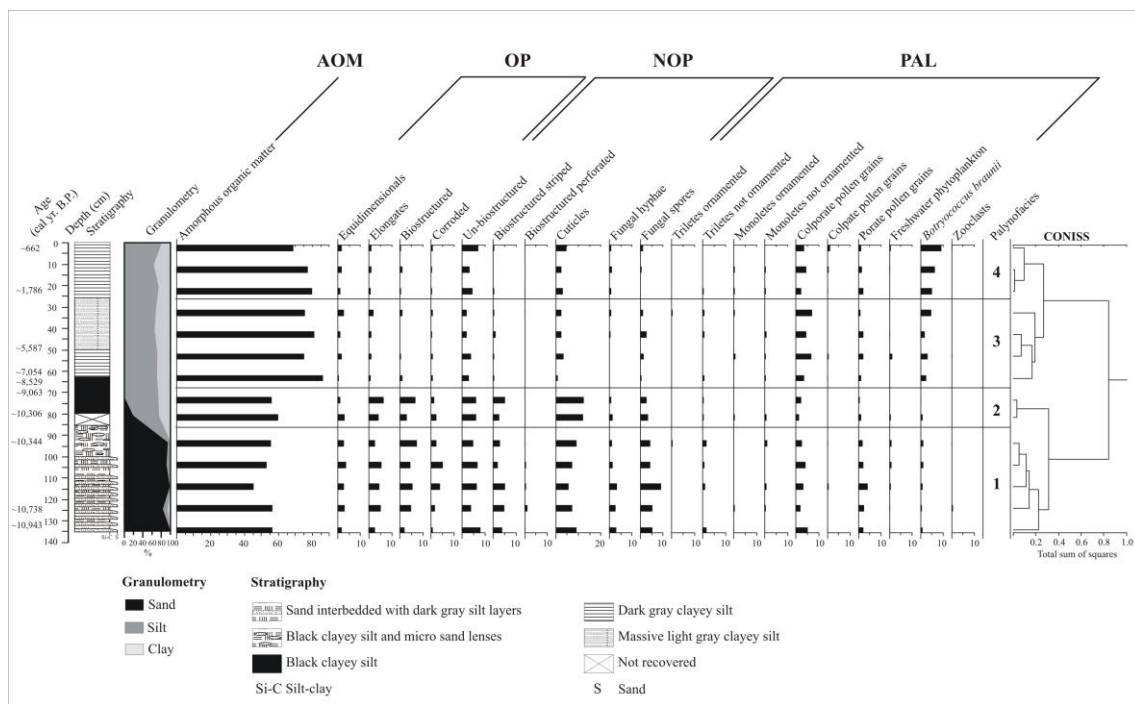 AOM
OP
NOP
PAL
Age
(cal yr. B.P.)
Depth (cm)
Stratigraphy
Granulometry
Amorphous organic matter
Equidimensionals
Elongates
Biostructured
Corroded
Un-biostructured
Biostructured striped
Biostructured perforated
Cuticles
Fungal hyphae
Fungal spores
Triletes ornamented
Triletes not ornamented
Monoletes ornamented
Monoletes not ornamented
Colporate pollen grains
Colpate pollen grains
Porate pollen grains
Freshwater phytoplankton
Botryococcus braunii
Zooclasts
Palynofacies
CONISS
~662
~1,786
~5,587
~7,054
~8,529
~9,063
~10,306
~10,344
~10,738
~10,943
0
10
20
30
40
50
60
70
80
90
100
110
120
130
140
4
3
2
1
Si-C S
0 20 40 60 80 100
%
20 40 60 80
10 10 10 10 10 10 10 20 10 10 10 10 10 10 10 10 10 10 10 10
0.2 0.4 0.6 0.8 1.0
Total sum of squares
Granulometry
Sand
Silt
Clay
Stratigraphy
Sand interbedded with dark gray silt layers
Black clayey silt and micro sand lenses
Black clayey silt
Si-C Silt-clay
Dark gray clayey silt
Massive light gray clayey silt
Not recovered
S Sand